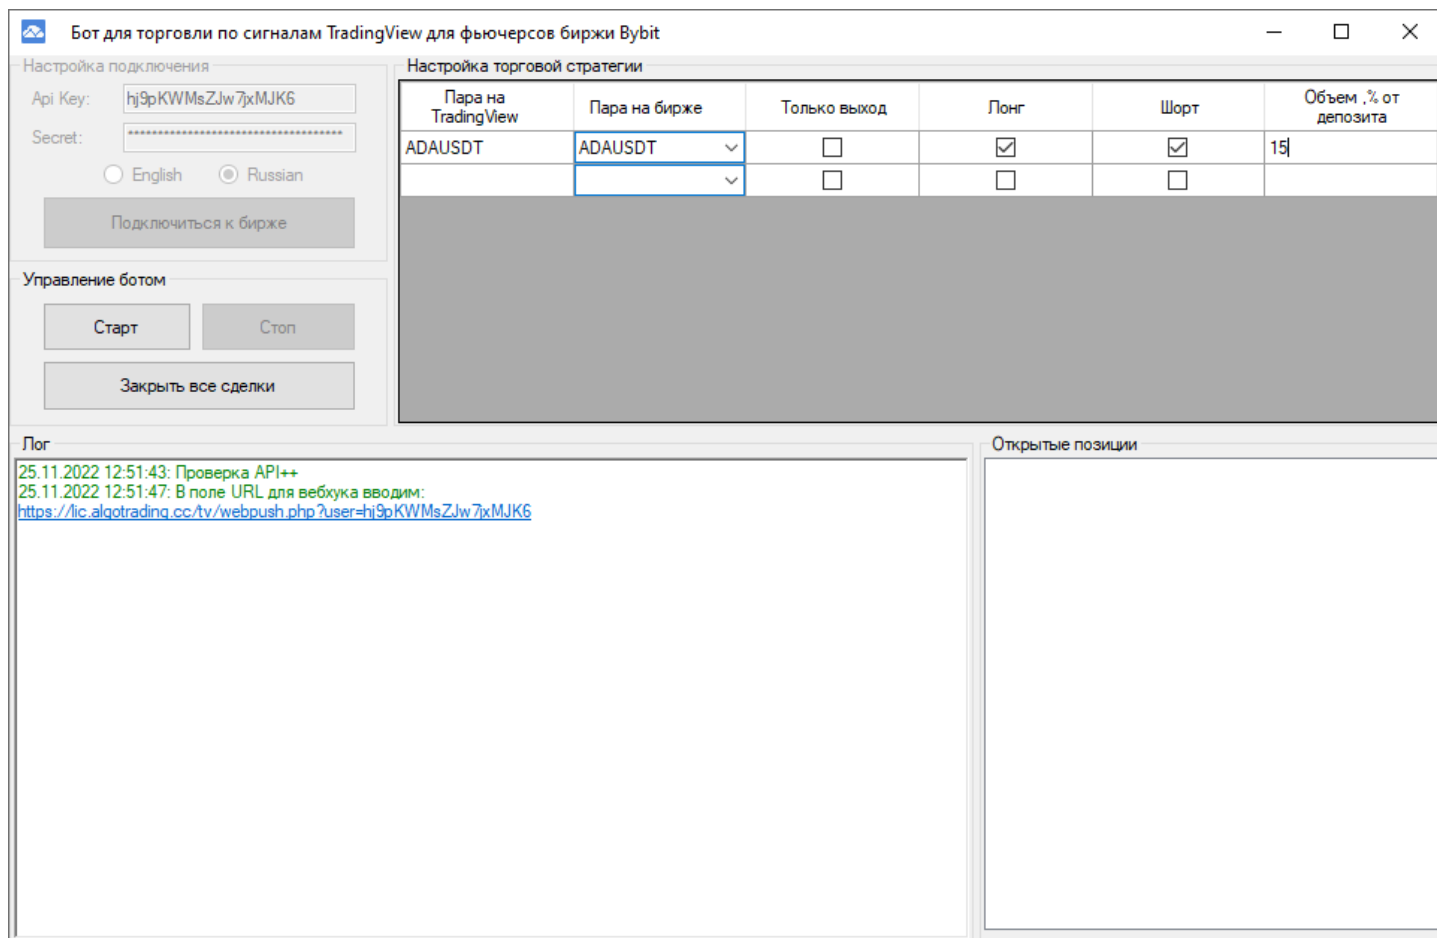 Бот для торговли по сигналам TradingView для фьючерсов биржи Bybit
Настройка подключения
Api Key: hj9pKWMsZJw7jxMJK6
Secret: ************************************
English Russian
Подключиться к бирже
Управление ботом
Старт Стоп
Закрыть все сделки
Настройка торговой стратегии
Пара на TradingView Пара на бирже Только выход Лонг Шорт Объем ,% от депозита
ADAUSDT ADAUSDT 15
Лог
25.11.2022 12:51:43: Проверка API++
25.11.2022 12:51:47: В поле URL для вебхука вводим:
https://lic.algotrading.cc/tv/webpush.php?user=hj9pKWMsZJw7jxMJK6
Открытые позиции